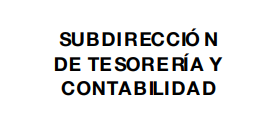 SUBDIRECCIÓN
DE TESORERÍA Y
CONTABILIDAD